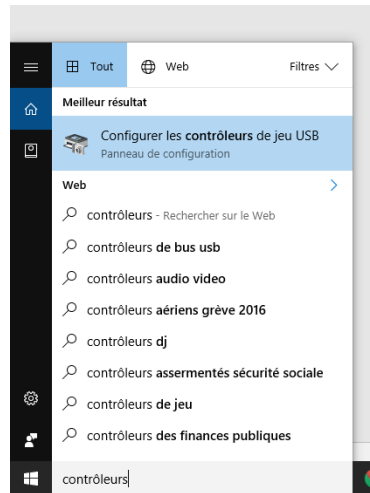 Tout Web Filtres
Meilleur résultat
Configurer les contrôleurs de jeu USB
Panneau de configuration
Web
contrôleurs - Rechercher sur le Web
contrôleurs de bus usb
contrôleurs audio video
contrôleurs aériens grève 2016
contrôleurs dj
contrôleurs assermentés sécurité sociale
contrôleurs de jeu
contrôleurs des finances publiques
contrôleurs